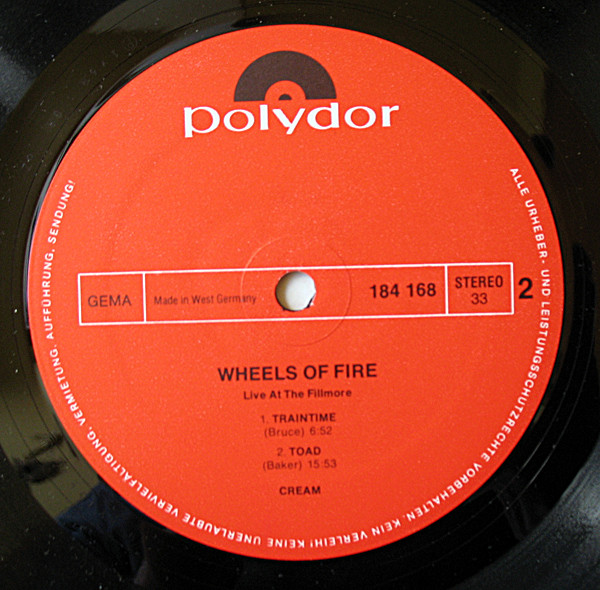 polydor
GEMA
Made in West Germany
184 168
STEREO
33
2
WHEELS OF FIRE
Live At The Fillmore
1. TRAINTIME
(Bruce) 6:52
2. TOAD
(Baker) 15:53
CREAM
ALLE URHEBER- UND LEISTUNGSSCHUTZRECHTE VORBEHALTEN. KEIN VERLEIH! KEINE UNERLAUBTE VERVIELFÄLTIGUNG, VERMIETUNG, AUFFÜHRUNG, SENDUNG!